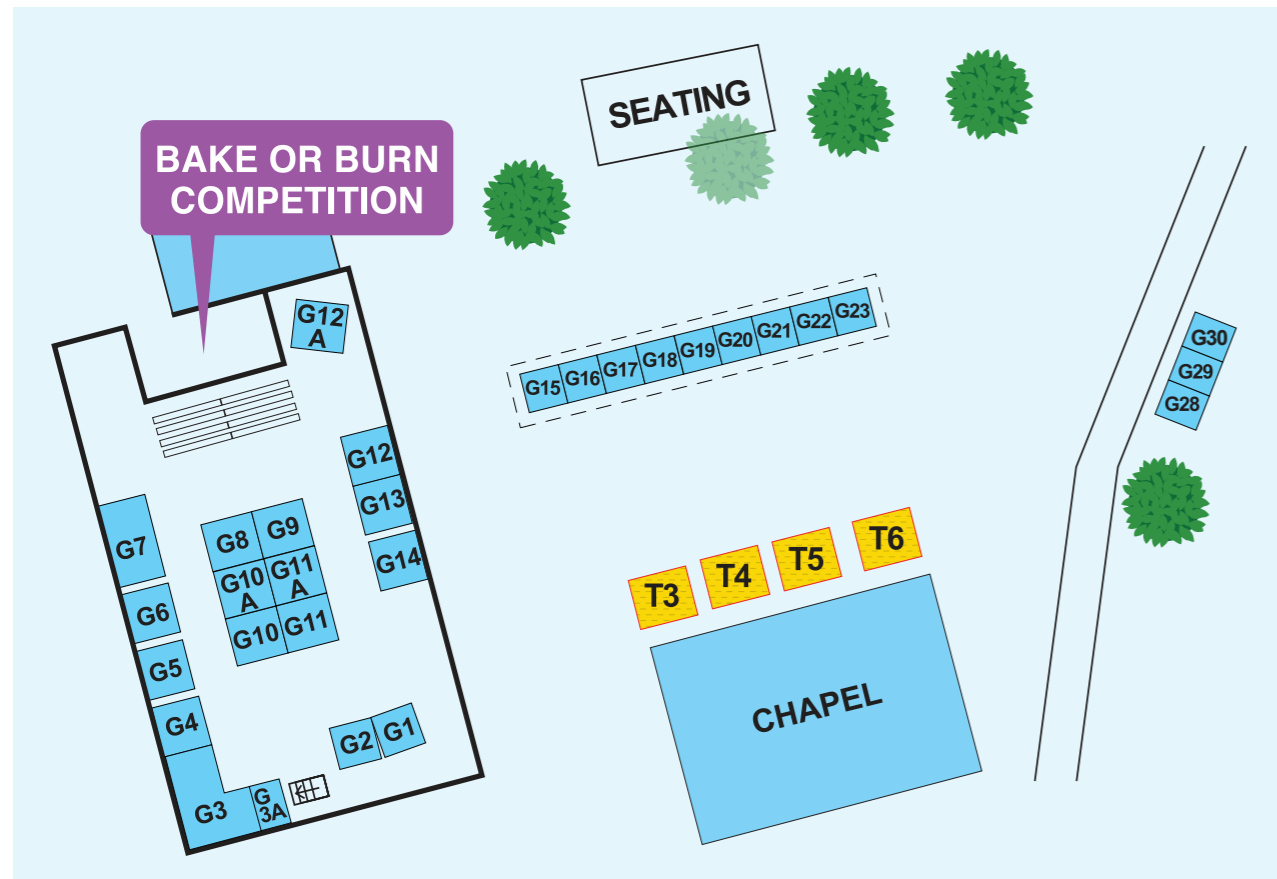 SEATING
BAKE OR BURN
COMPETITION
G12
A
G15
G16
G17
G18
G19
G20
G21
G22
G23
G30
G29
G28
G12
G13
G14
G7
G8
G9
G10
A
G11
A
G10
G11
G6
G5
G4
G3
G
3A
G2
G1
T3
T4
T5
T6
CHAPEL